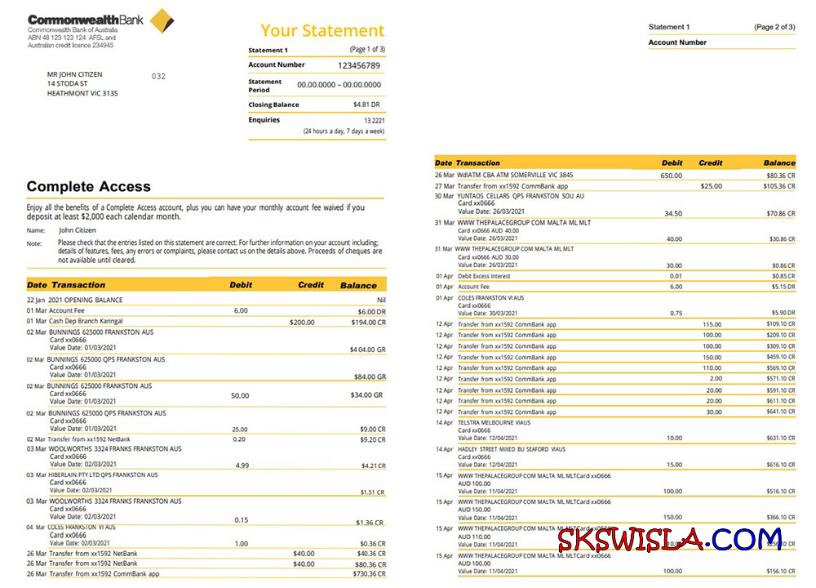 CommonwealthBank
Commonwealth Bank of Australia
ABN 48 123 123 124 AFSL and
Australian credit licence 234945
MR JOHN CITIZEN 032
14 STODA ST
HEATHMONT VIC 3135
Your Statement
Statement 1 (Page 1 of 3)
Account Number 123456789
Statement
Period 00.00.0000 – 00.00.0000
Closing Balance $4.81 DR
Enquiries 13 2221
(24 hours a day, 7 days a week)
Complete Access
Enjoy all the benefits of a Complete Access account, plus you can have your monthly account fee waived if you
deposit at least $2,000 each calendar month.
Name: John Citizen
Note: Please check that the entries listed on this statement are correct. For further information on your account including;
details of features, fees, any errors or complaints, please contact us on the details above. Proceeds of cheques are
not available until cleared.
Date Transaction Debit Credit Balance
22 Jan 2021 OPENING BALANCE Nil
01 Mar Account Fee 6,00 $6.00 DR
01 Mar Cash Dep Branch Karingal $200.00 $194.00 CR
02 Mar BUNNINGS 625000 FRANKSTON AUS
Card xx0666
Value Date: 01/03/2021 $4 04.00 GR
02 Mar BUNNINGS 625000 QPS FRANKSTON AUS
Card xx0666
Value Date: 01/03/2021 $84.00 GR
02 Mar BUNNINGS 625000 FRANKSTON AUS
Card xx0666
Value Date: 01/03/2021 50,00 $34.00 GR
02 Mar BUNNINGS 625000 QPS FRANKSTON AUS
Card xx0666
Value Date: 01/03/2021 25,00 $9.00 CR
02 Mar Transfer from xx1592 NetBank 0.20 $9.20 CR
03 Mar WOOLWORTHS 3324 FRANKS FRANKSTON AUS
Card xx0666
Value Date: 02/03/2021 4,99 $4.21 CR
03 Mar HIBERLAIN PTY LTD QPS FRANKSTON AUS
Card xx0666
Value Date: 02/03/2021 $1.51 CR
03 Mar WOOLWORTHS 3324 FRANKS FRANKSTON AUS
Card xx0666
Value Date: 02/03/2021 0,15 $1.36 CR
04 Mar COLES FRANKSTON VI AUS
Card xx0666
Value Date: 02/03/2021 1,00 $0.36 CR
26 Mar Transfer from xx1592 NetBank $40.00 $40.36 CR
26 Mar Transfer from xx1592 NetBank $40.00 $80.36 CR
26 Mar Transfer from xx1592 CommBank app $730.36 CR
Statement 1 (Page 2 of 3)
Account Number
Date Transaction Debit Credit Balance
26 Mar WdlATM CBA ATM SOMERVILLE VIC 3845 650.00 $80.36 CR
27 Mar Transfer from xx1592 CommBank app $25.00 $105.36 CR
30 Mar YUNTAOS CELLARS QPS FRANKSTON SOU AU
Card xx0666
Value Date: 26/03/2021 34.50 $70.86 CR
31 Mar WWW THEPALACEGROUP COM MALTA ML MLT
Card xx0666 AUD 40.00
Value Date: 26/03/2021 40.00 $30.86 CR
31 Mar WWW THEPALACEGROUP COM MALTA ML MLT
Card xx0666 AUD 30.00
Value Date: 26/03/2021 30.00 $0.86 CR
01 Apr Debit Excess Interest 0.01 $0.85 CR
01 Apr Account Fee 6.00 $5.15 DR
01 Apr COLES FRANKSTON VI AUS
Card xx0666
Value Date: 30/03/2021 0.75 $5.90 DR
12 Apr Transfer from xx1592 CommBank app 115.00 $109.10 CR
12 Apr Transfer from xx1592 CommBank app 100.00 $209.10 CR
12 Apr Transfer from xx1592 CommBank app 100.00 $309.10 CR
12 Apr Transfer from xx1592 CommBank app 150.00 $459.10 CR
12 Apr Transfer from xx1592 CommBank app 110.00 $569.10 CR
12 Apr Transfer from xx1592 CommBank app 2.00 $571.10 CR
12 Apr Transfer from xx1592 CommBank app 20.00 $591.10 CR
12 Apr Transfer from xx1592 CommBank app 20.00 $611.10 CR
12 Apr Transfer from xx1592 CommBank app 30.00 $641.10 CR
14 Apr TELSTRA MELBOURNE VIAUS
Card xx0666
Value Date: 12/04/2021 10.00 $631.10 CR
14 Apr HADLEY STREET MIXED BU SEAFORD VIAUS
Card xx0666
Value Date: 12/04/2021 15.00 $616.10 CR
15 Apr WWW THEPALACEGROUP COM MALTA ML MLTCard xx0666
AUD 100.00
Value Date: 11/04/2021 100.00 $516.10 CR
15 Apr WWW THEPALACEGROUP COM MALTA ML MLTCard xx0666
AUD 150.00
Value Date: 11/04/2021 150.00 $366.10 CR
15 Apr WWW THEPALACEGROUP COM MALTA ML MLTCard xx0666
AUD 110.00
Value Date: 11/04/2021
15 Apr WWW THEPALACEGROUP COM MALTA ML MLTCard xx0666
AUD 100.00
Value Date: 11/04/2021 100.00 $156.10 CR
SKSWISLA.COM